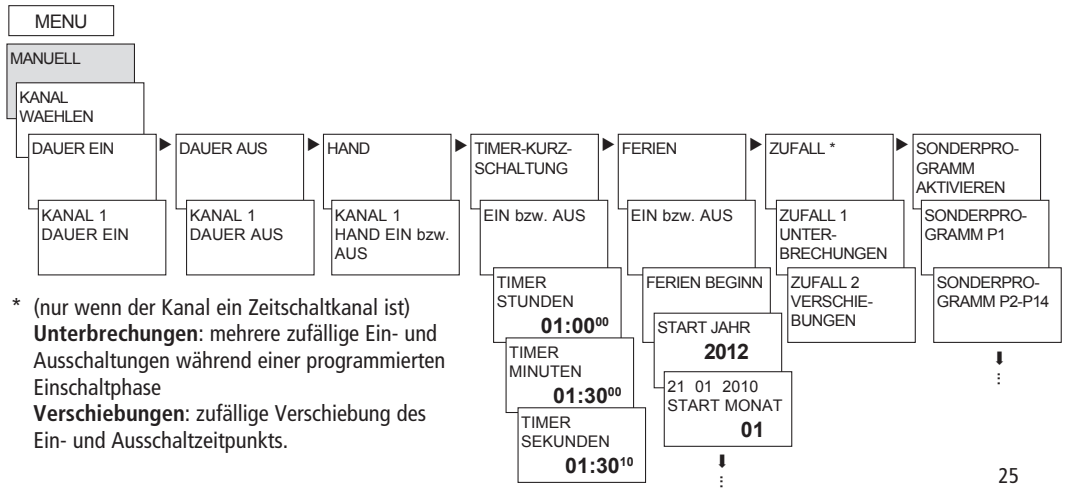 MENU
MANUELL
KANAL
WAEHLEN
DAUER EIN
KANAL 1
DAUER EIN
DAUER AUS
KANAL 1
DAUER AUS
HAND
KANAL 1
HAND EIN bzw.
AUS
TIMER-KURZ-
SCHALTUNG
EIN bzw. AUS
TIMER
STUNDEN
01:00⁰⁰
TIMER
MINUTEN
01:30⁰⁰
TIMER
SEKUNDEN
01:30¹⁰
FERIEN
EIN bzw. AUS
FERIEN BEGINN
START JAHR
2012
21 01 2010
START MONAT
01
⋮
ZUFALL *
ZUFALL 1
UNTER-
BRECHUNGEN
ZUFALL 2
VERSCHIE-
BUNGEN
SONDERPRO-
GRAMM
AKTIVIEREN
SONDERPRO-
GRAMM P1
SONDERPRO-
GRAMM P2-P14
⋮
* (nur wenn der Kanal ein Zeitschaltkanal ist)
Unterbrechungen: mehrere zufällige Ein- und
Ausschaltungen während einer programmierten
Einschaltphase
Verschiebungen: zufällige Verschiebung des
Ein- und Ausschaltzeitpunkts.
25